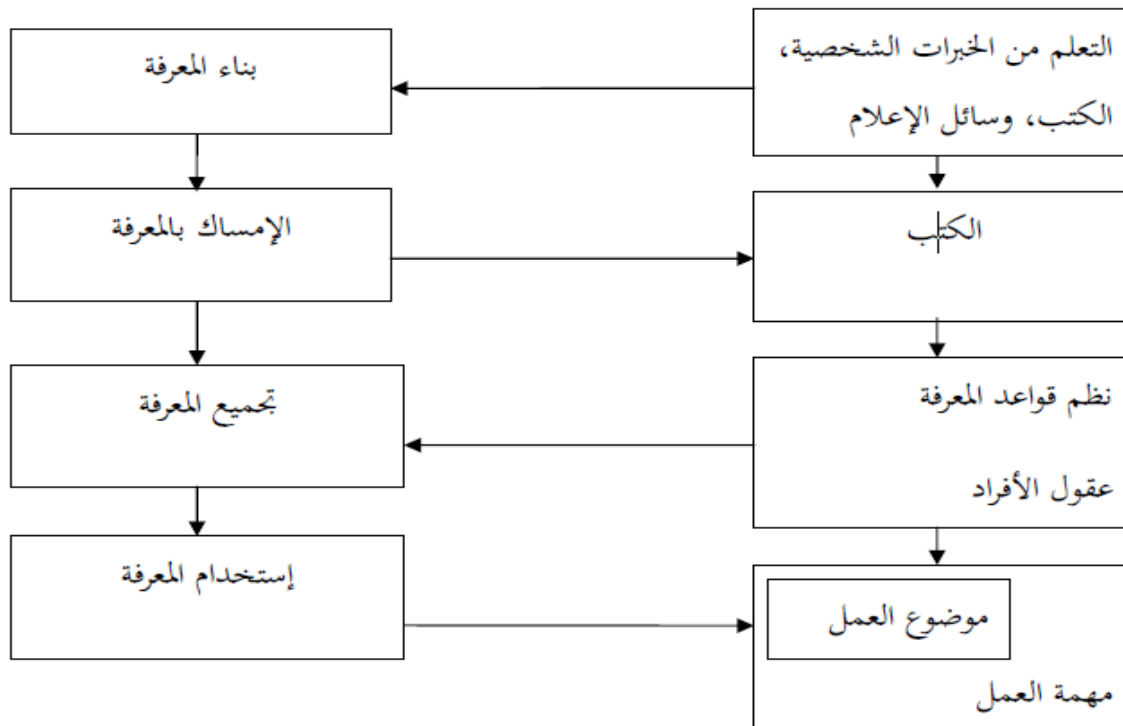 التعلم من الخبرات الشخصية،
الكتب، وسائل الإعلام
بناء المعرفة
الكتب
الإمساك بالمعرفة
نظم قواعد المعرفة
عقول الأفراد
تجميع المعرفة
موضوع العمل
مهمة العمل
إستخدام المعرفة